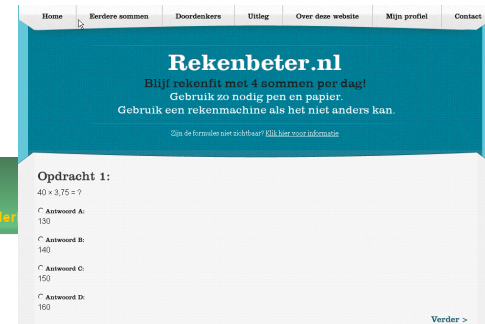 Home Eerdere sommen Doordenkers Uitleg Over deze website Mijn profiel Contact
Rekenbeter.nl
Blijf rekenfit met 4 sommen per dag!
Gebruik zo nodig pen en papier.
Gebruik een rekenmachine als het niet anders kan.
Zijn de formules niet zichtbaar? Klik hier voor informatie
Opdracht 1:
40 × 3,75 = ?
Antwoord A:
130
Antwoord B:
140
Antwoord C:
150
Antwoord D:
160
Verder >